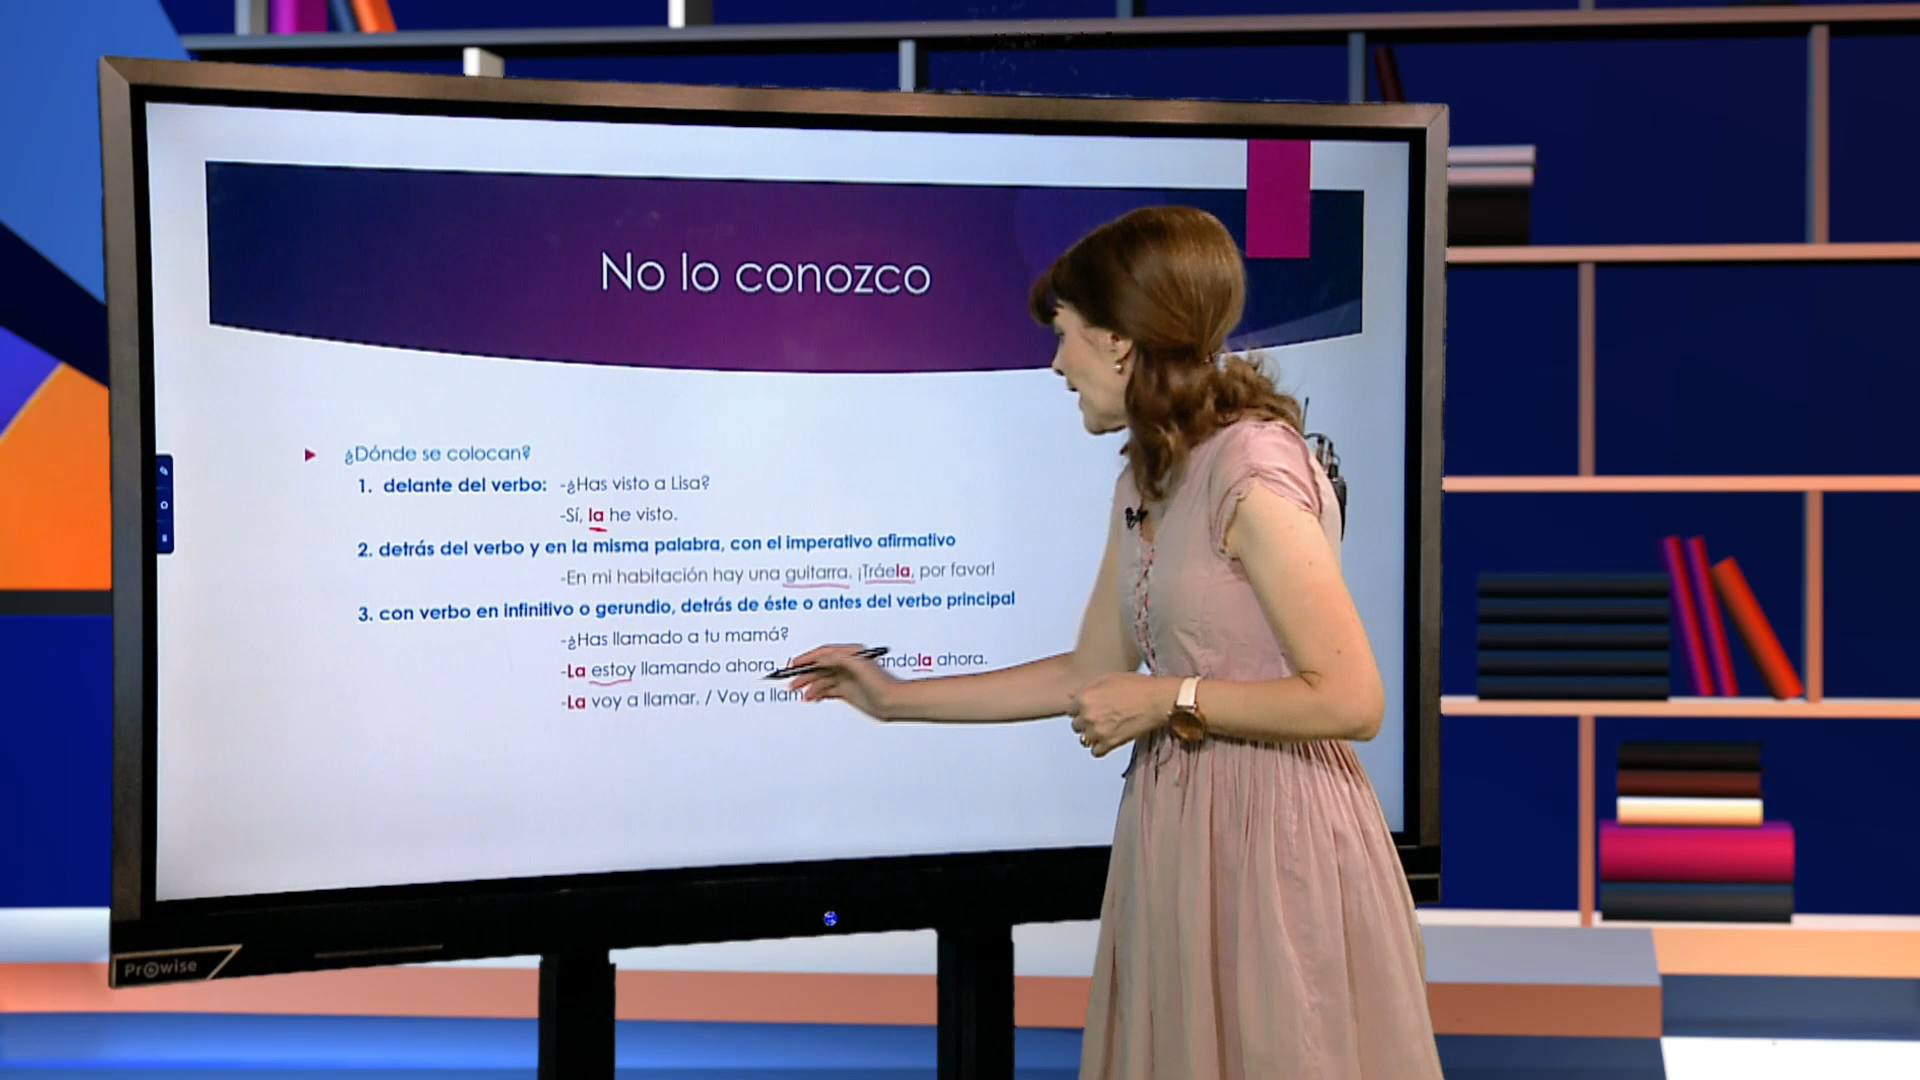 No lo conozco
¿Dónde se colocan?
1. delante del verbo: -¿Has visto a Lisa?
-Sí, la he visto.
2. detrás del verbo y en la misma palabra, con el imperativo afirmativo
-En mi habitación hay una guitarra. ¡Tráela, por favor!
3. con verbo en infinitivo o gerundio, detrás de éste o antes del verbo principal
-¿Has llamado a tu mamá?
-La estoy llamando ahora. / ahora.
-La voy a llamar. / Voy a
Prowise